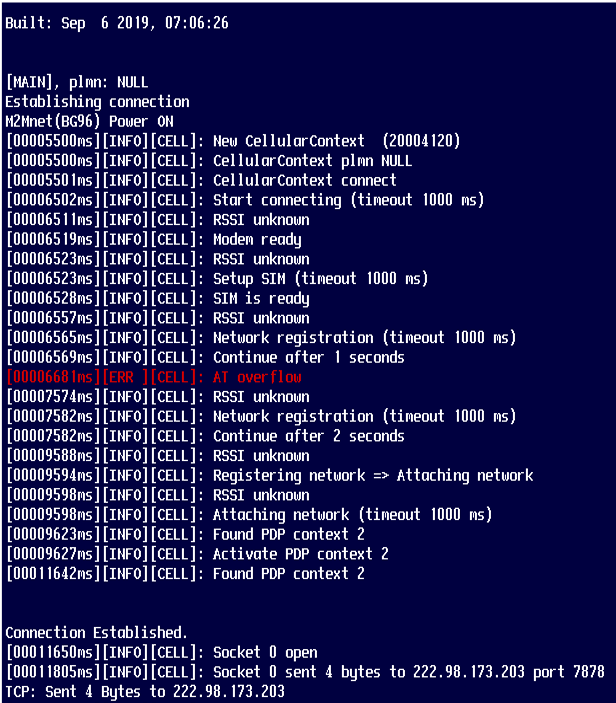 Built: Sep  6 2019, 07:06:26
[MAIN], plmn: NULL
Establishing connection
M2Mnet(BG96) Power ON
[00005500ms][INFO][CELL]: New CellularContext  (20004120)
[00005500ms][INFO][CELL]: CellularContext plmn NULL
[00005501ms][INFO][CELL]: CellularContext connect
[00006502ms][INFO][CELL]: Start connecting (timeout 1000 ms)
[00006511ms][INFO][CELL]: RSSI unknown
[00006519ms][INFO][CELL]: Modem ready
[00006523ms][INFO][CELL]: RSSI unknown
[00006523ms][INFO][CELL]: Setup SIM (timeout 1000 ms)
[00006528ms][INFO][CELL]: SIM is ready
[00006557ms][INFO][CELL]: RSSI unknown
[00006565ms][INFO][CELL]: Network registration (timeout 1000 ms)
[00006569ms][INFO][CELL]: Continue after 1 seconds
[00006681ms][ERR ][CELL]: AT overflow
[00007574ms][INFO][CELL]: RSSI unknown
[00007582ms][INFO][CELL]: Network registration (timeout 1000 ms)
[00007582ms][INFO][CELL]: Continue after 2 seconds
[00009588ms][INFO][CELL]: RSSI unknown
[00009594ms][INFO][CELL]: Registering network => Attaching network
[00009598ms][INFO][CELL]: RSSI unknown
[00009598ms][INFO][CELL]: Attaching network (timeout 1000 ms)
[00009623ms][INFO][CELL]: Found PDP context 2
[00009627ms][INFO][CELL]: Activate PDP context 2
[00011642ms][INFO][CELL]: Found PDP context 2
Connection Established.
[00011650ms][INFO][CELL]: Socket 0 open
[00011805ms][INFO][CELL]: Socket 0 sent 4 bytes to 222.98.173.203 port 7878
TCP: Sent 4 Bytes to 222.98.173.203